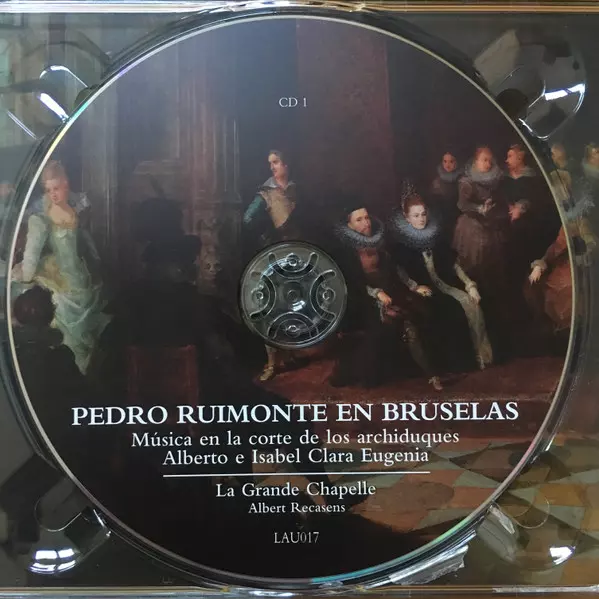 CD 1
PEDRO RUIMONTE EN BRUSELAS
Música en la corte de los archiduques
Alberto e Isabel Clara Eugenia
La Grande Chapelle
Albert Recasens
LAU017